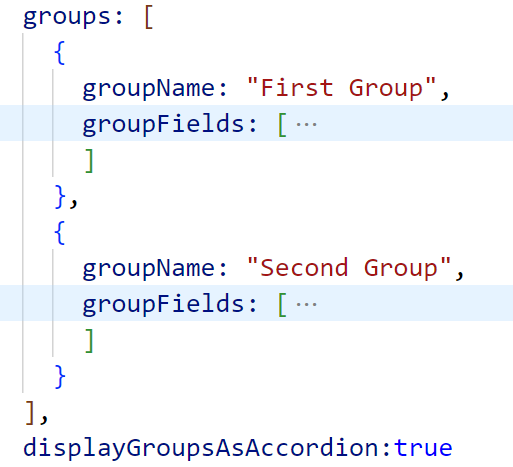 groups: [
{
groupName: "First Group",
groupFields: [ ···
]
},
{
groupName: "Second Group",
groupFields: [ ···
]
}
],
displayGroupsAsAccordion:true